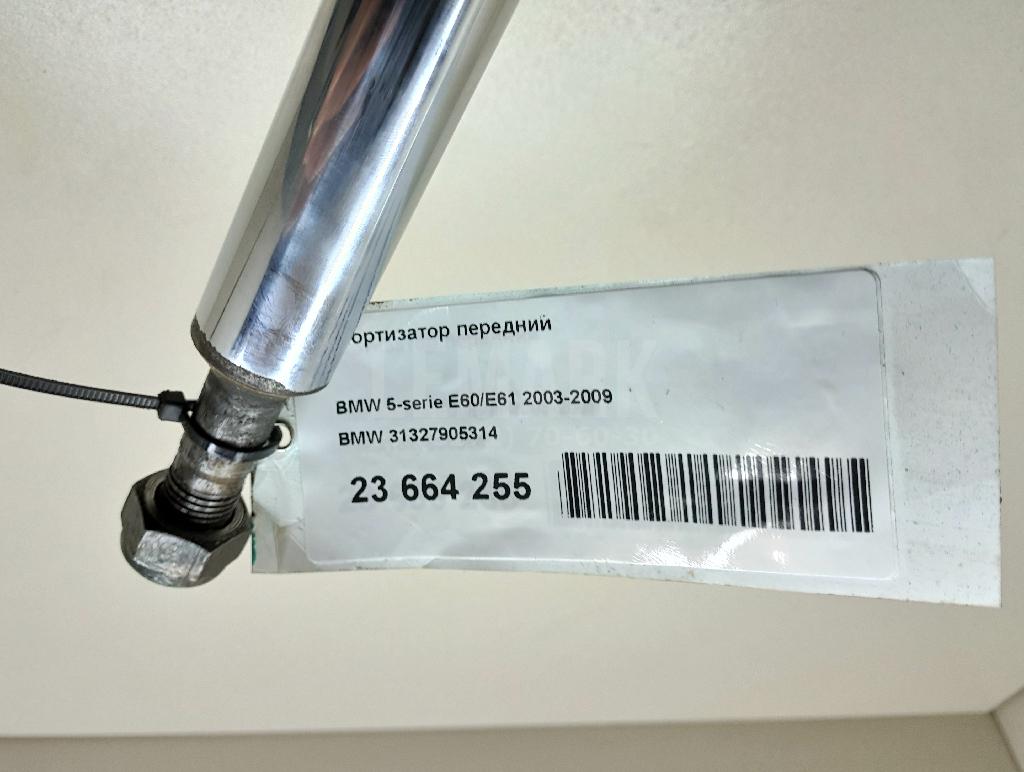 ортизатор передний
BMW 5-serie E60/E61 2003-2009
BMW 31327905314
23 664 255